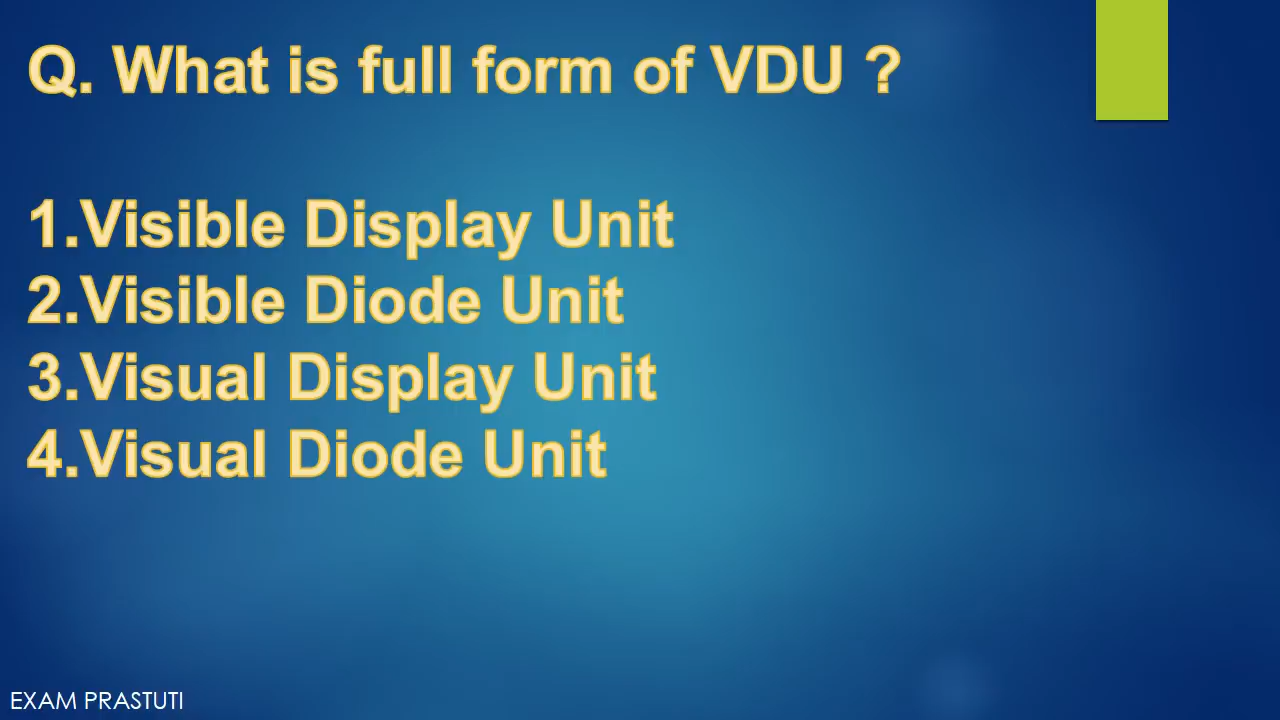 Q. What is full form of VDU ?
1.Visible Display Unit
2.Visible Diode Unit
3.Visual Display Unit
4.Visual Diode Unit
EXAM PRASTUTI